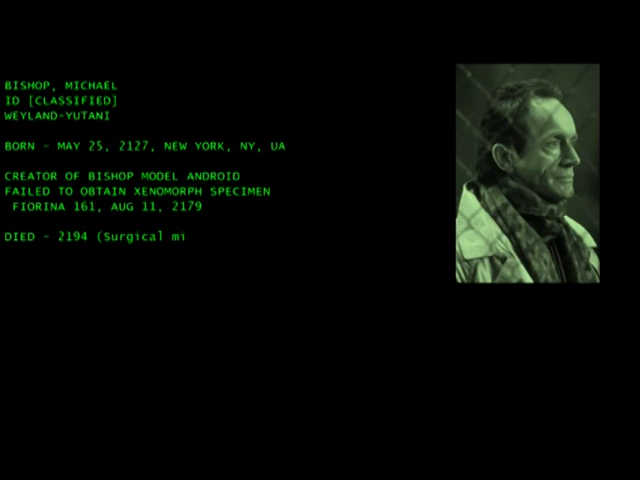 BISHOP, MICHAEL
ID [CLASSIFIED]
WEYLAND-YUTANI
BORN - MAY 25, 2127, NEW YORK, NY, UA
CREATOR OF BISHOP MODEL ANDROID
FAILED TO OBTAIN XENOMORPH SPECIMEN
FIORINA 161, AUG 11, 2179
DIED - 2194 (Surgical mi